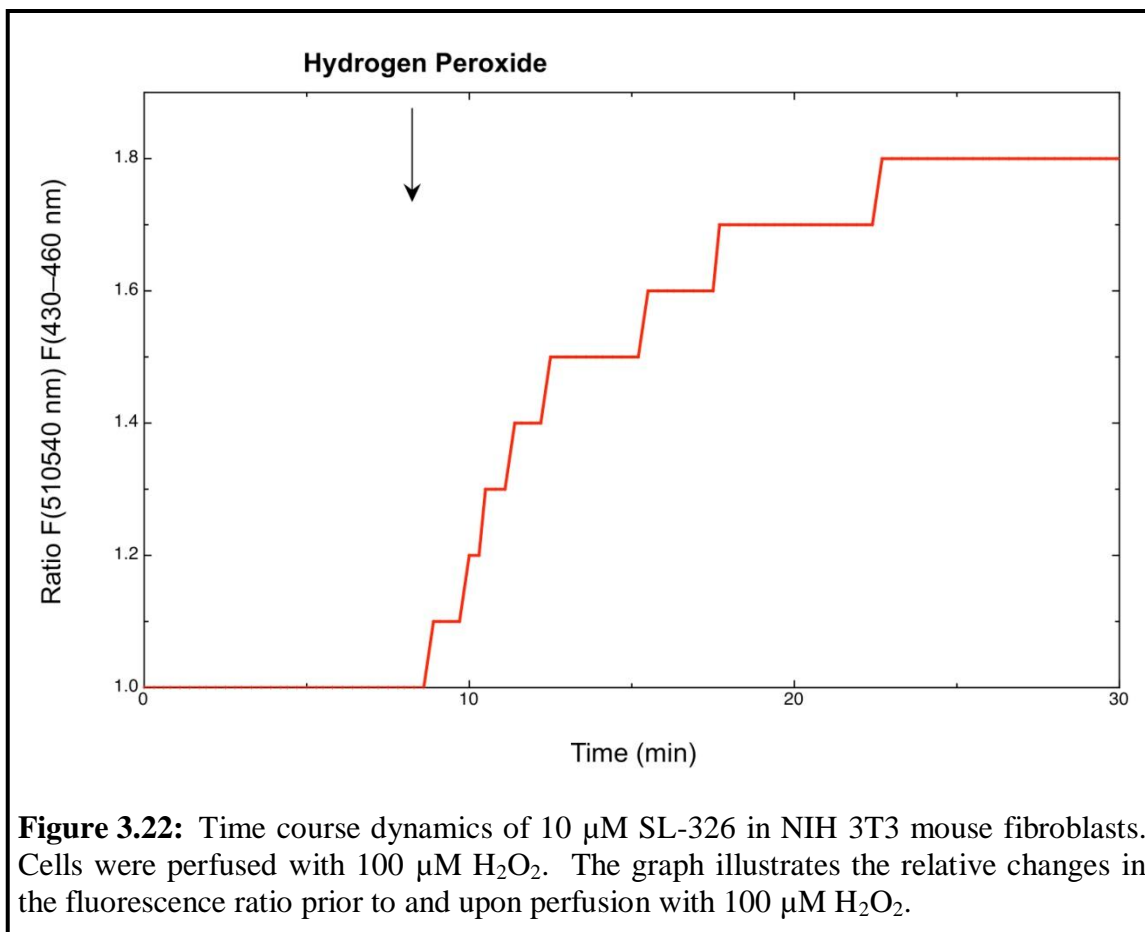 Hydrogen Peroxide
1.8
1.6
1.4
1.2
1.0
Ratio F(510540 nm) F(430–460 nm)
0
10
20
30
Time (min)
Figure 3.22: Time course dynamics of 10 µM SL-326 in NIH 3T3 mouse fibroblasts.
Cells were perfused with 100 µM H₂O₂. The graph illustrates the relative changes in
the fluorescence ratio prior to and upon perfusion with 100 µM H₂O₂.